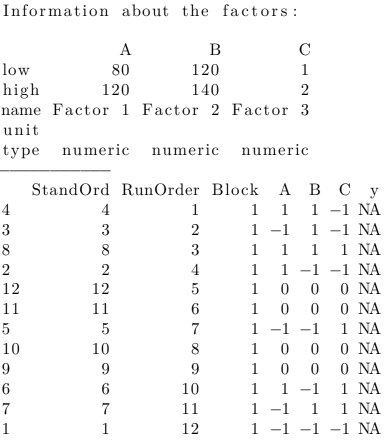 Information about the factors:
A B C
low 80 120 1
high 120 140 2
name Factor 1 Factor 2 Factor 3
unit
type numeric numeric numeric
StandOrd RunOrder Block A B C y
4 4 1 1 1 1 −1 NA
3 3 2 1 −1 1 −1 NA
8 8 3 1 1 1 1 NA
2 2 4 1 1 −1 −1 NA
12 12 5 1 0 0 0 NA
11 11 6 1 0 0 0 NA
5 5 7 1 −1 −1 1 NA
10 10 8 1 0 0 0 NA
9 9 9 1 0 0 0 NA
6 6 10 1 1 −1 1 NA
7 7 11 1 −1 1 1 NA
1 1 12 1 −1 −1 −1 NA